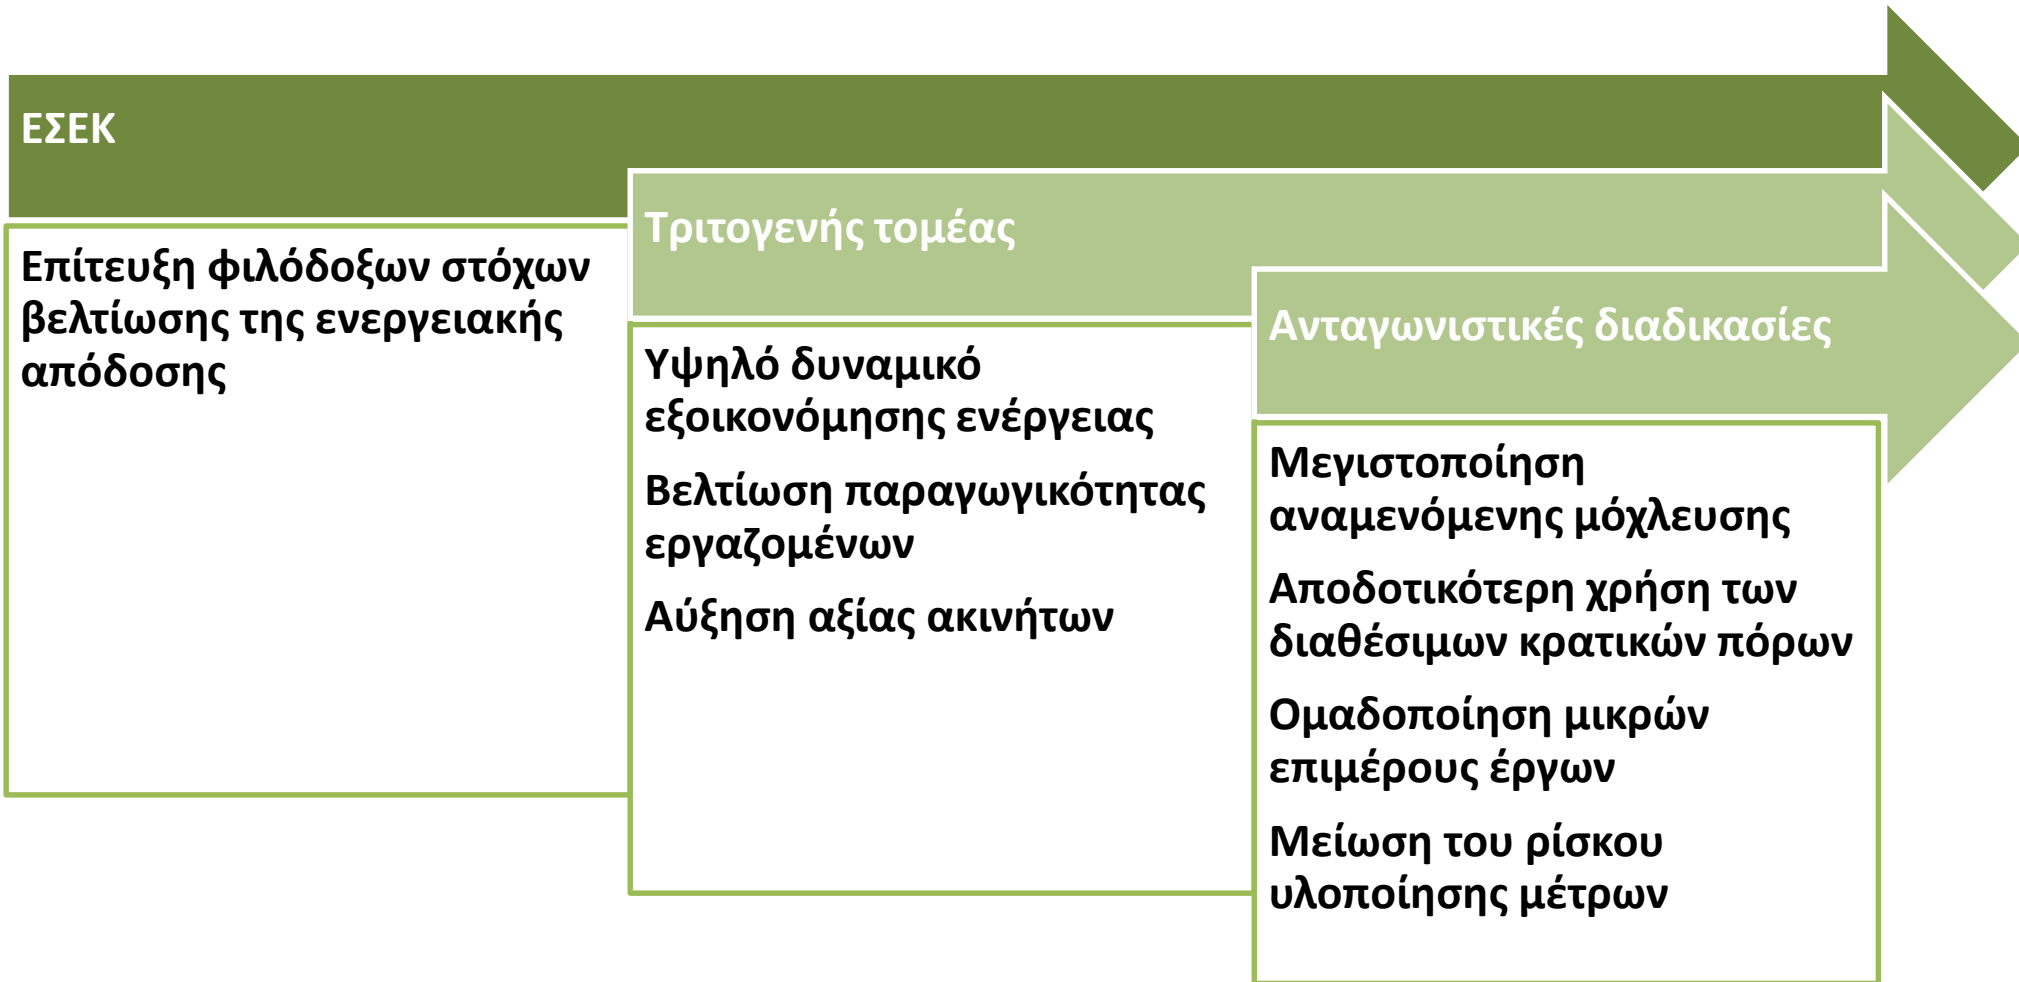 ΕΣΕΚ
Επίτευξη φιλόδοξων στόχων
βελτίωσης της ενεργειακής
απόδοσης
Τριτογενής τομέας
Υψηλό δυναμικό
εξοικονόμησης ενέργειας
Βελτίωση παραγωγικότητας
εργαζομένων
Αύξηση αξίας ακινήτων
Ανταγωνιστικές διαδικασίες
Μεγιστοποίηση
αναμενόμενης μόχλευσης
Αποδοτικότερη χρήση των
διαθέσιμων κρατικών πόρων
Ομαδοποίηση μικρών
επιμέρους έργων
Μείωση του ρίσκου
υλοποίησης μέτρων